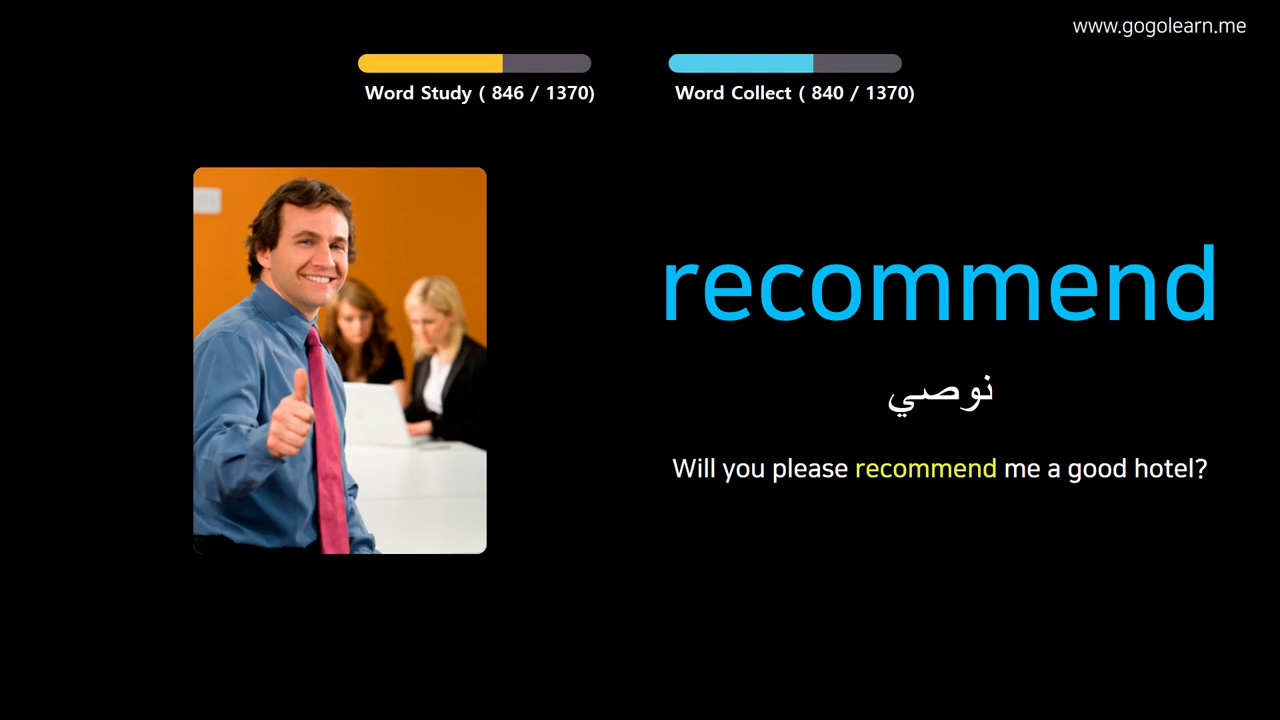 www.gogolearn.me
Word Study ( 846 / 1370)
Word Collect ( 840 / 1370)
recommend
نوصي
Will you please recommend me a good hotel?